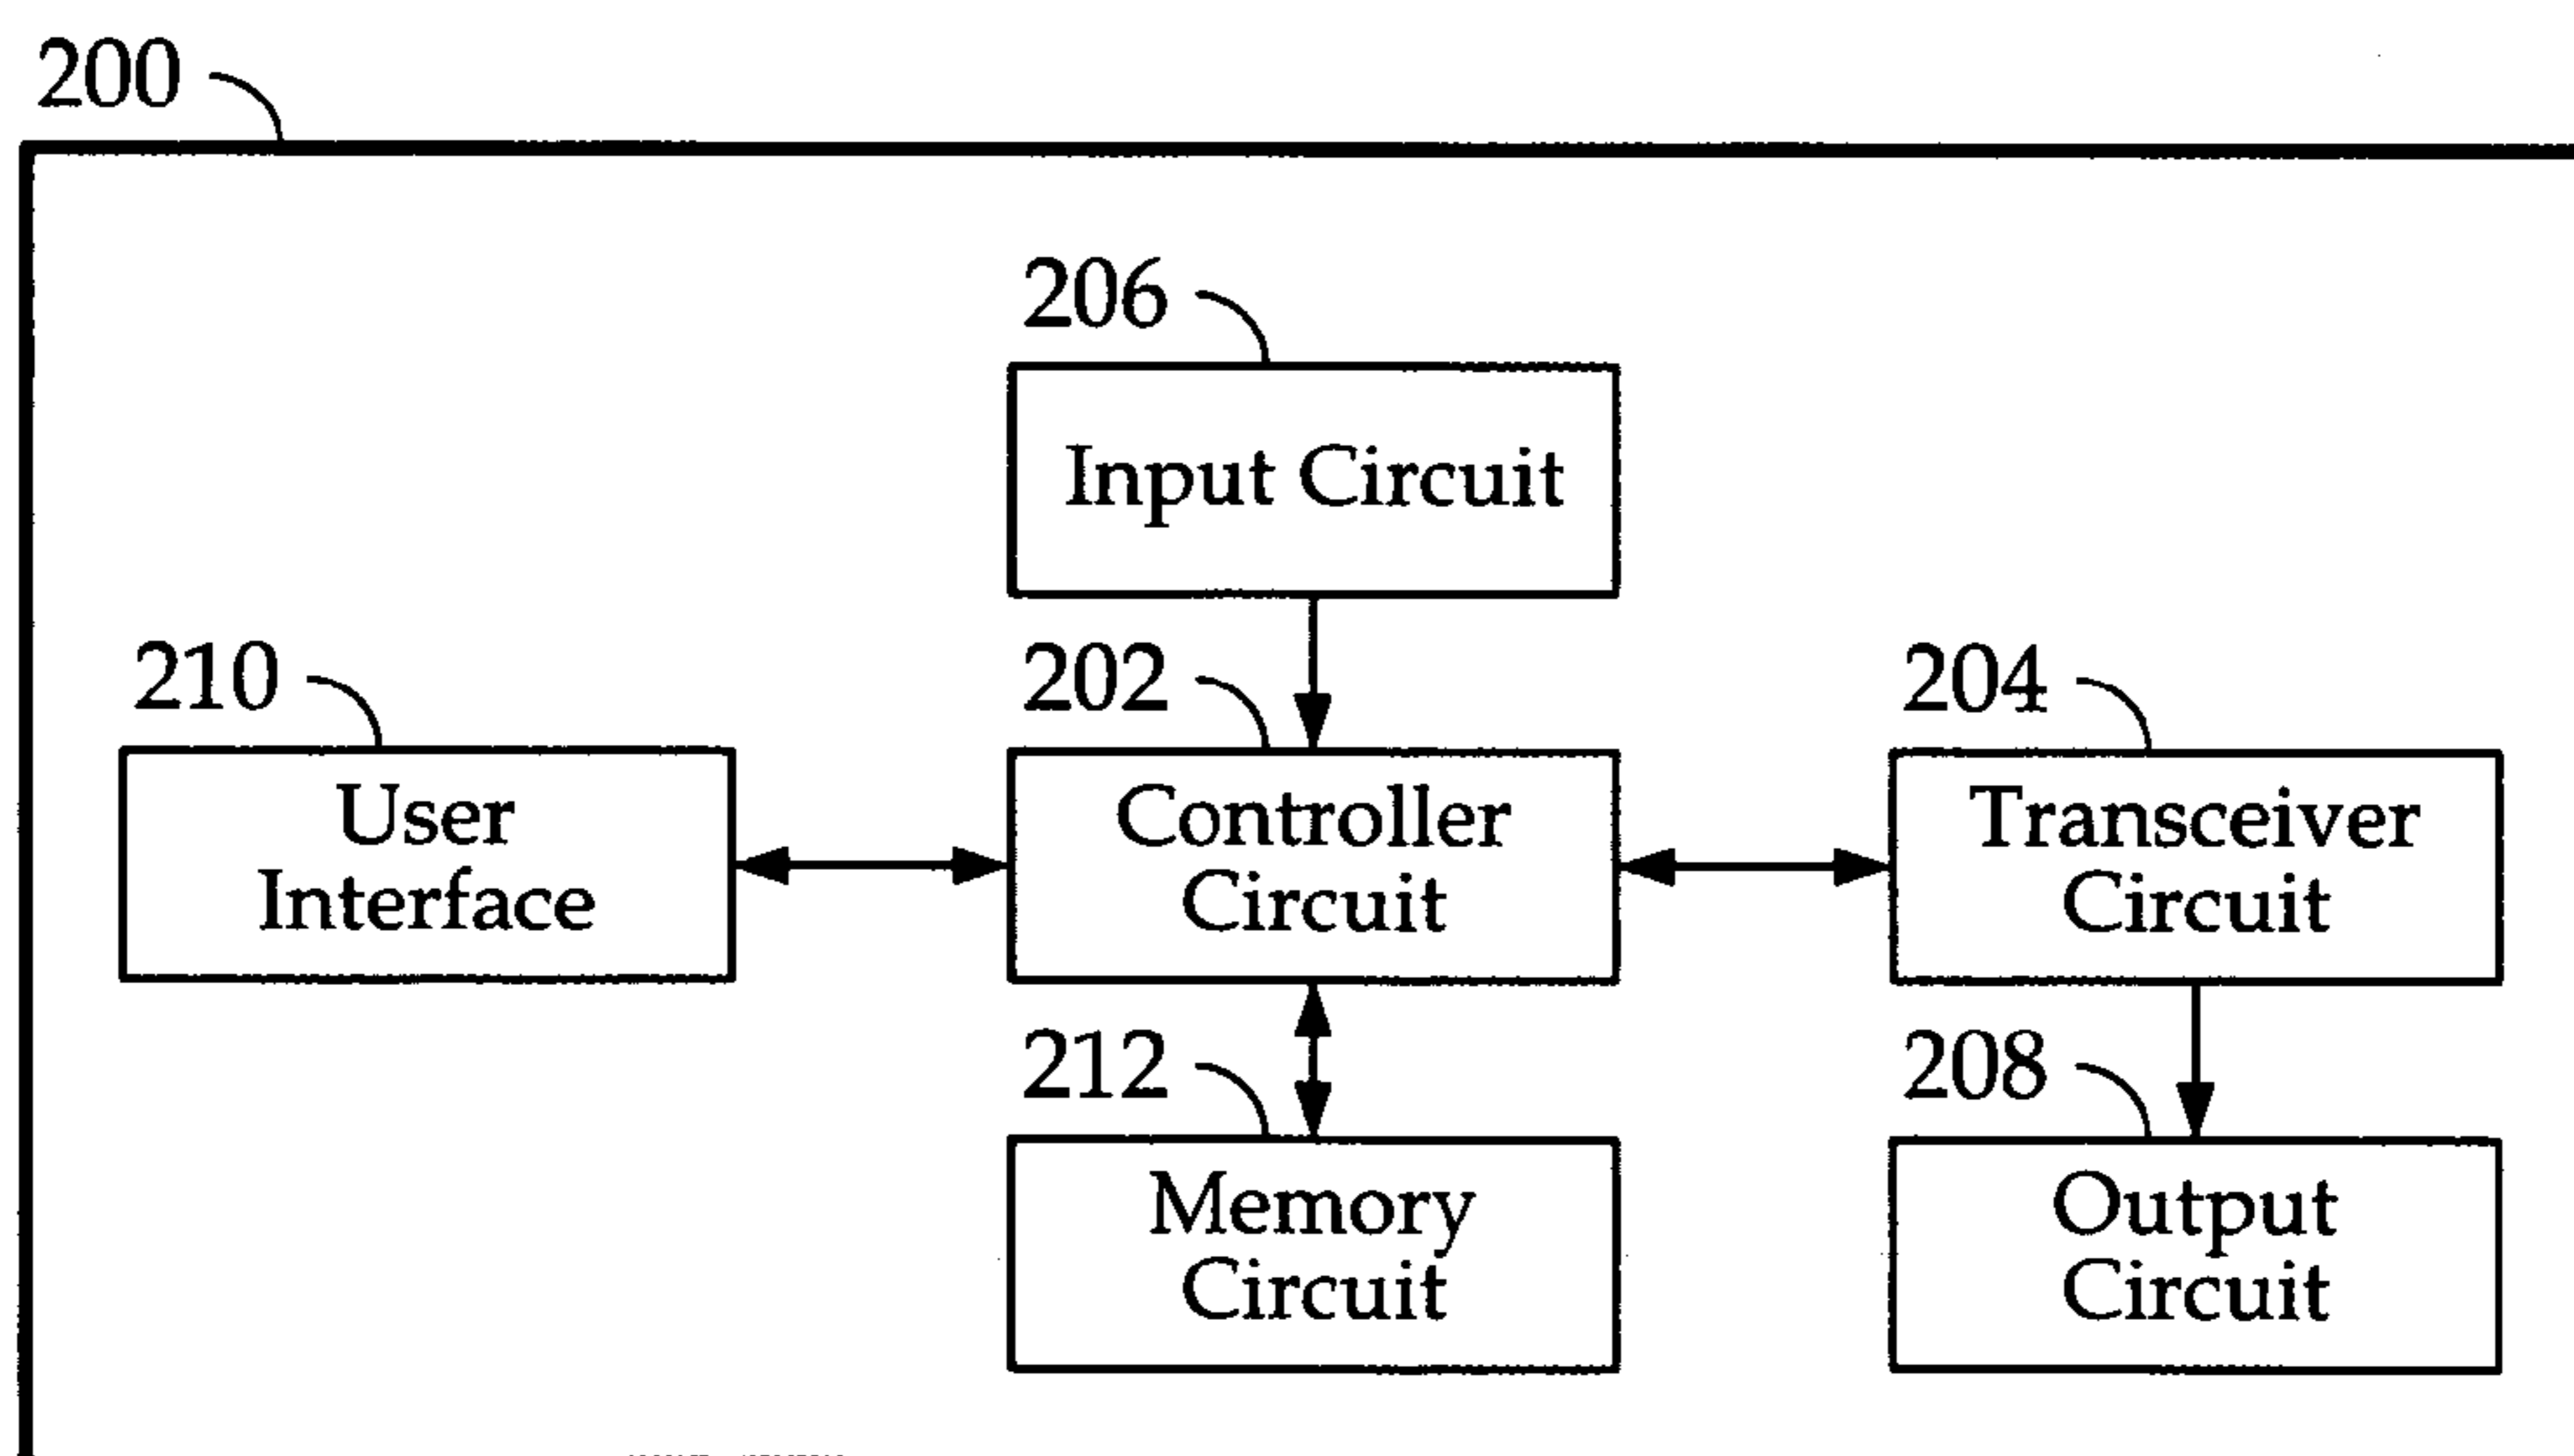 200
206
Input Circuit
210
202
204
User
Interface
Controller
Circuit
Transceiver
Circuit
212
208
Memory
Circuit
Output
Circuit